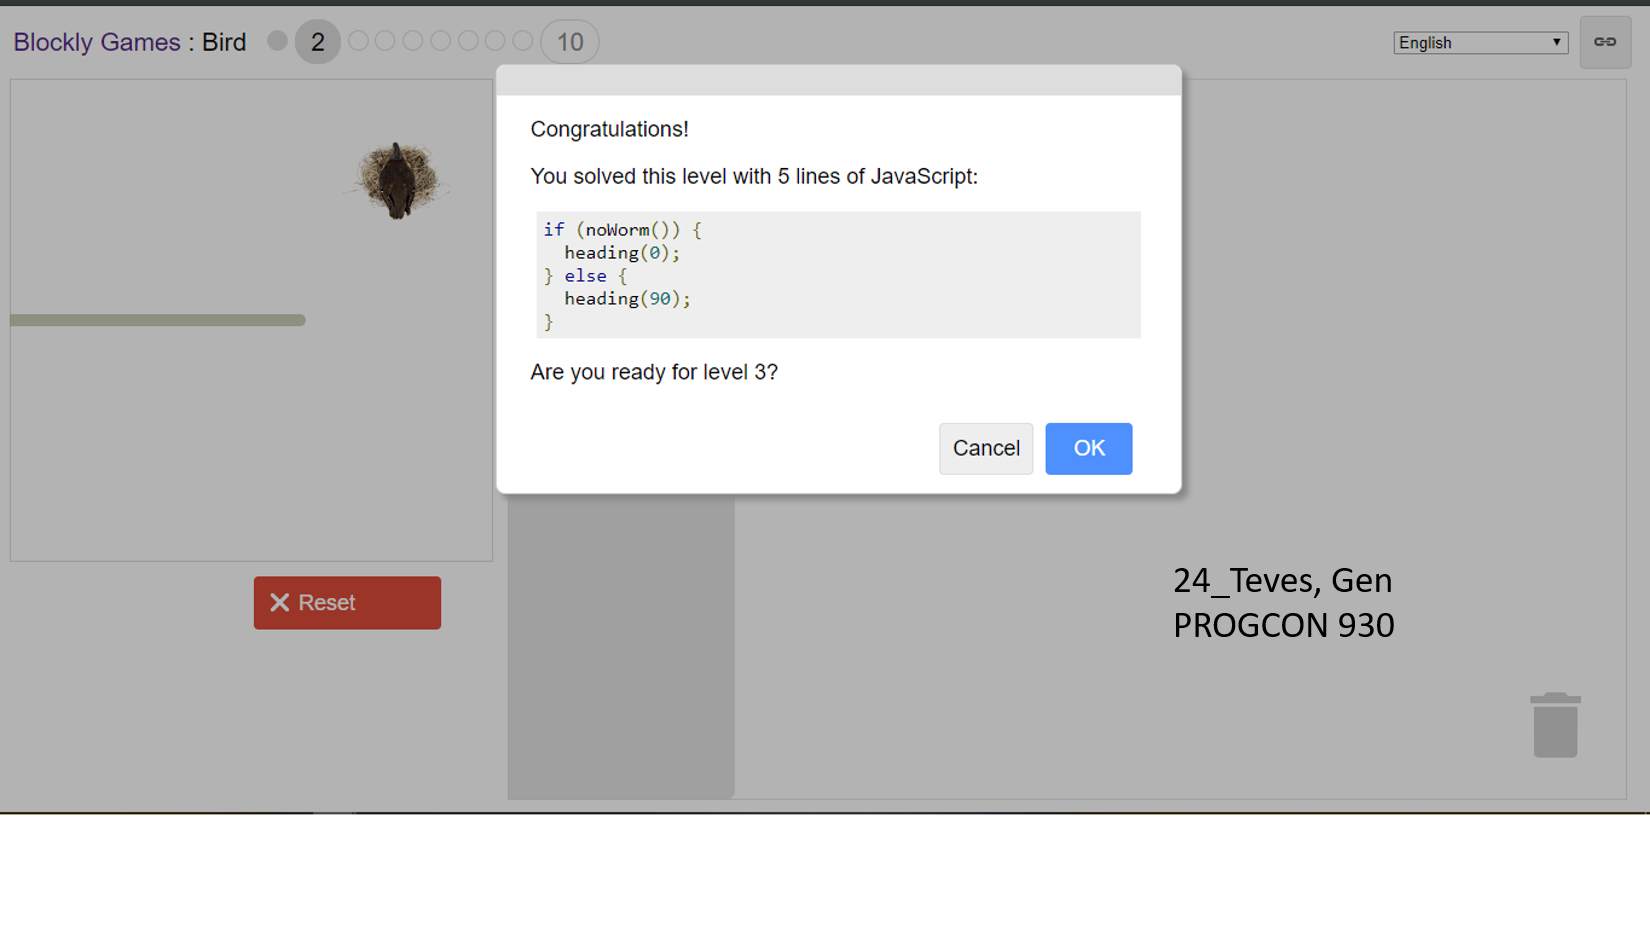 Blockly Games : Bird 2 10
English
Congratulations!
You solved this level with 5 lines of JavaScript:
if (noWorm()) {
  heading(0);
} else {
  heading(90);
}
Are you ready for level 3?
Cancel OK
Reset
24_Teves, Gen
PROGCON 930